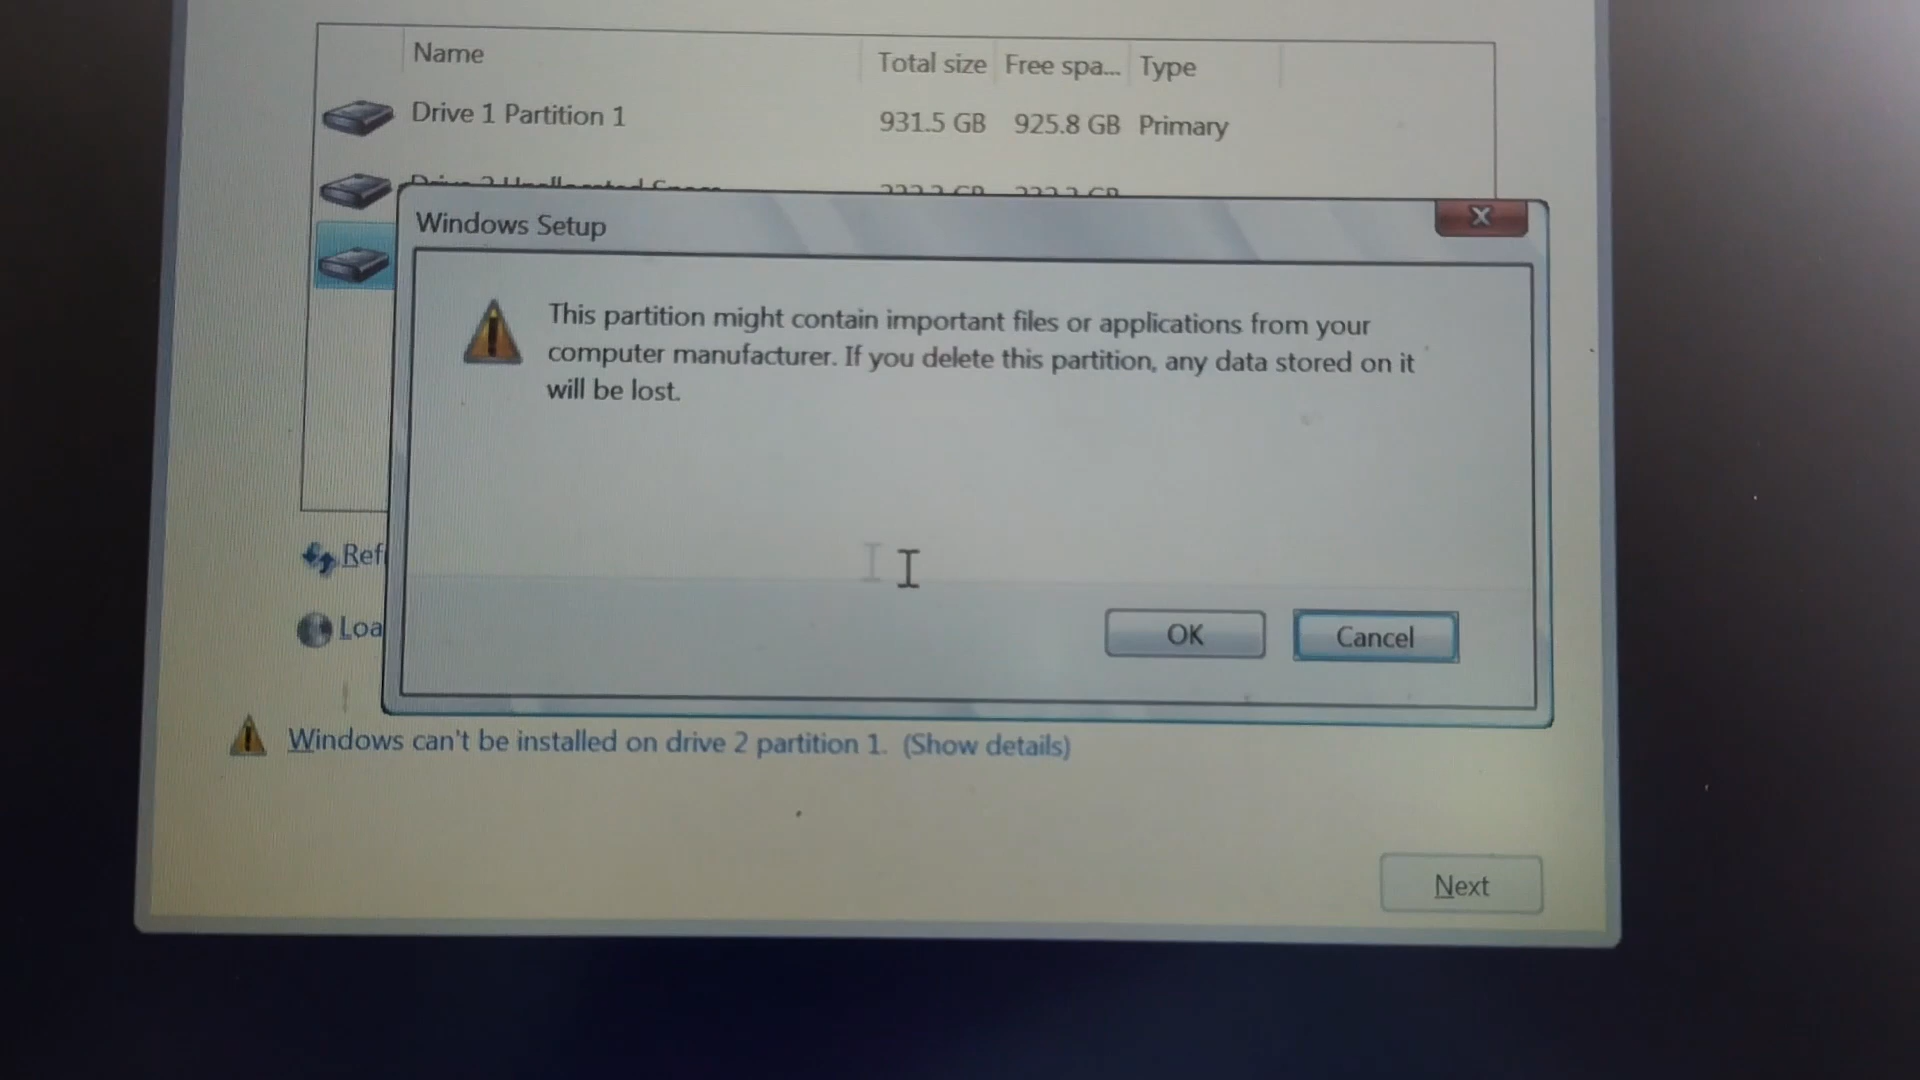 Name Total size Free spa... Type
Drive 1 Partition 1 931.5 GB 925.8 GB Primary
Windows Setup
This partition might contain important files or applications from your
computer manufacturer. If you delete this partition, any data stored on it
will be lost.
Ref
Loa
OK Cancel
Windows can't be installed on drive 2 partition 1. (Show details)
Next